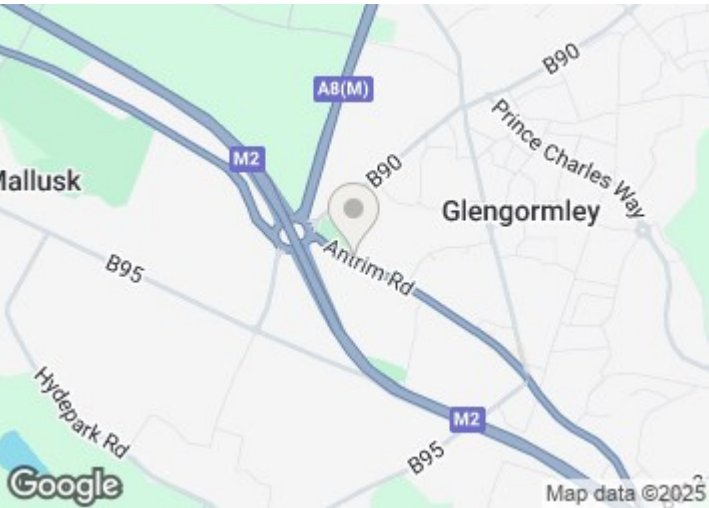 B90
A8(M)
Prince Charles Way
M2
B90
Mallusk
Glengormley
B95
Antrim Rd
Hydepark Rd
M2
B95
Google
Map data ©2025